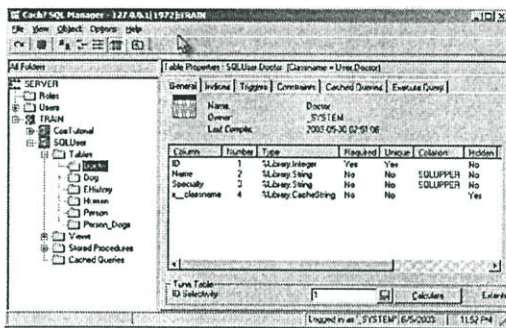 Cach? SQL Manager - 127.0.0.1[1972]:TRAIN
File View Object Options Help
All Folders
Table Properties - SQLUser.Doctor (Classname = User.Doctor)
SERVER
Roles
Users
TRAIN
CosTutorial
SQLUser
Tables
Doctor
Dog
EHistory
Human
Person
Person_Dogs
Views
Stored Procedures
Cached Queries
General Indices Triggers Constraints Cached Queries Execute Query
Name Doctor
Owner _SYSTEM
Last Compile 2003-05-30 02:51:08
Column Number Type Required Unique Collation Hidden
ID 1 %Library.Integer Yes Yes No
Name 2 %Library.String No No SQLUPPER No
Specialty 3 %Library.String No No SQLUPPER No
x__classname 4 %Library.CacheString No No Yes
Tune Table
ID Selectivity 1 Calculate Extent
Logged in as "_SYSTEM" 6/5/2003 11:52 PM